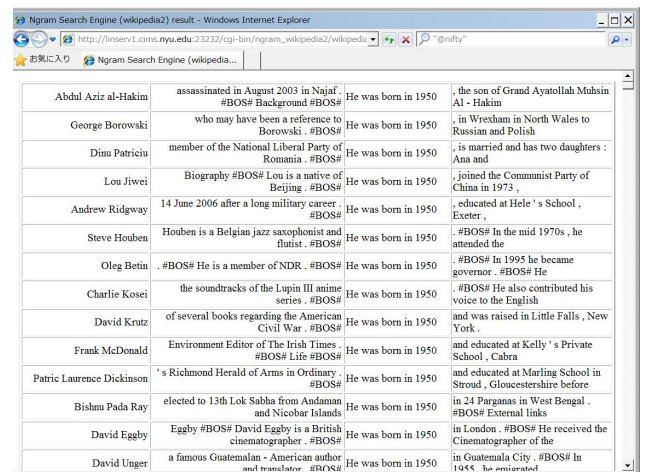 Ngram Search Engine (wikipedia2) result - Windows Internet Explorer
http://linserv1.cims.nyu.edu:23232/cgi-bin/ngram_wikipedia2/wikipedia "@nifty"
お気に入り Ngram Search Engine (wikipedia...
Abdul Aziz al-Hakim assassinated in August 2003 in Najaf . He was born in 1950 , the son of Grand Ayatollah Muhsin
#BOS# Background #BOS# Al - Hakim
George Borowski who may have been a reference to He was born in 1950 , in Wrexham in North Wales to
Borowski . #BOS# Russian and Polish
Dinu Patriciu member of the National Liberal Party of He was born in 1950 , is married and has two daughters :
Romania . #BOS# Ana and
Lou Jiwei Biography #BOS# Lou is a native of He was born in 1950 , joined the Communist Party of
Beijing . #BOS# China in 1973 ,
Andrew Ridgway 14 June 2006 after a long military career . He was born in 1950 , educated at Hele ' s School ,
#BOS# Exeter ,
Steve Houben Houben is a Belgian jazz saxophonist and He was born in 1950 . #BOS# In the mid 1970s , he
flutist . #BOS# attended the
Oleg Betin . #BOS# He is a member of NDR . #BOS# He was born in 1950 . #BOS# In 1995 he became
governor . #BOS# He
Charlie Kosei the soundtracks of the Lupin III anime He was born in 1950 . #BOS# He also contributed his
series . #BOS# voice to the English
David Krutz of several books regarding the American He was born in 1950 and was raised in Little Falls , New
Civil War . #BOS# York .
Frank McDonald Environment Editor of The Irish Times . He was born in 1950 and educated at Kelly ' s Private
#BOS# Life #BOS# School , Cabra
Patric Laurence Dickinson ' s Richmond Herald of Arms in Ordinary . He was born in 1950 and educated at Marling School in
#BOS# Stroud , Gloucestershire before
Bishnu Pada Ray elected to 13th Lok Sabha from Andaman He was born in 1950 in 24 Parganas in West Bengal .
and Nicobar Islands #BOS# External links
David Eggby Eggby #BOS# David Eggby is a British He was born in 1950 in London . #BOS# He received the
cinematographer . #BOS# Cinematographer of the
David Unger a famous Guatemalan - American author He was born in 1950 in Guatemala City . #BOS# In
and translator . #BOS# 1955 , he emigrated